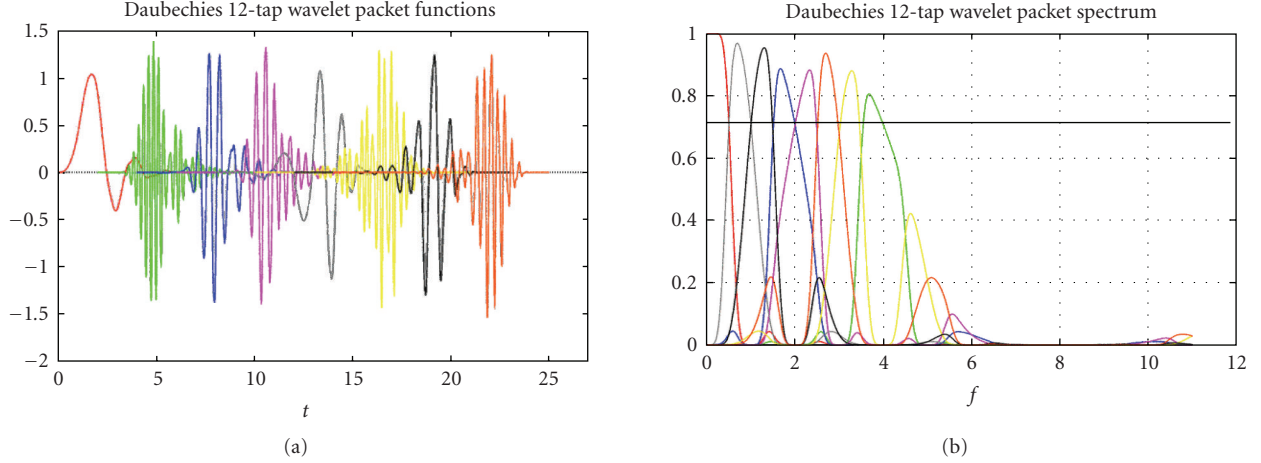 Daubechies 12-tap wavelet packet functions
1.5
1
0.5
0
−0.5
−1
−1.5
−2
0 5 10 15 20 25
t
(a)
Daubechies 12-tap wavelet packet spectrum
1
0.8
0.6
0.4
0.2
0
0 2 4 6 8 10 12
f
(b)